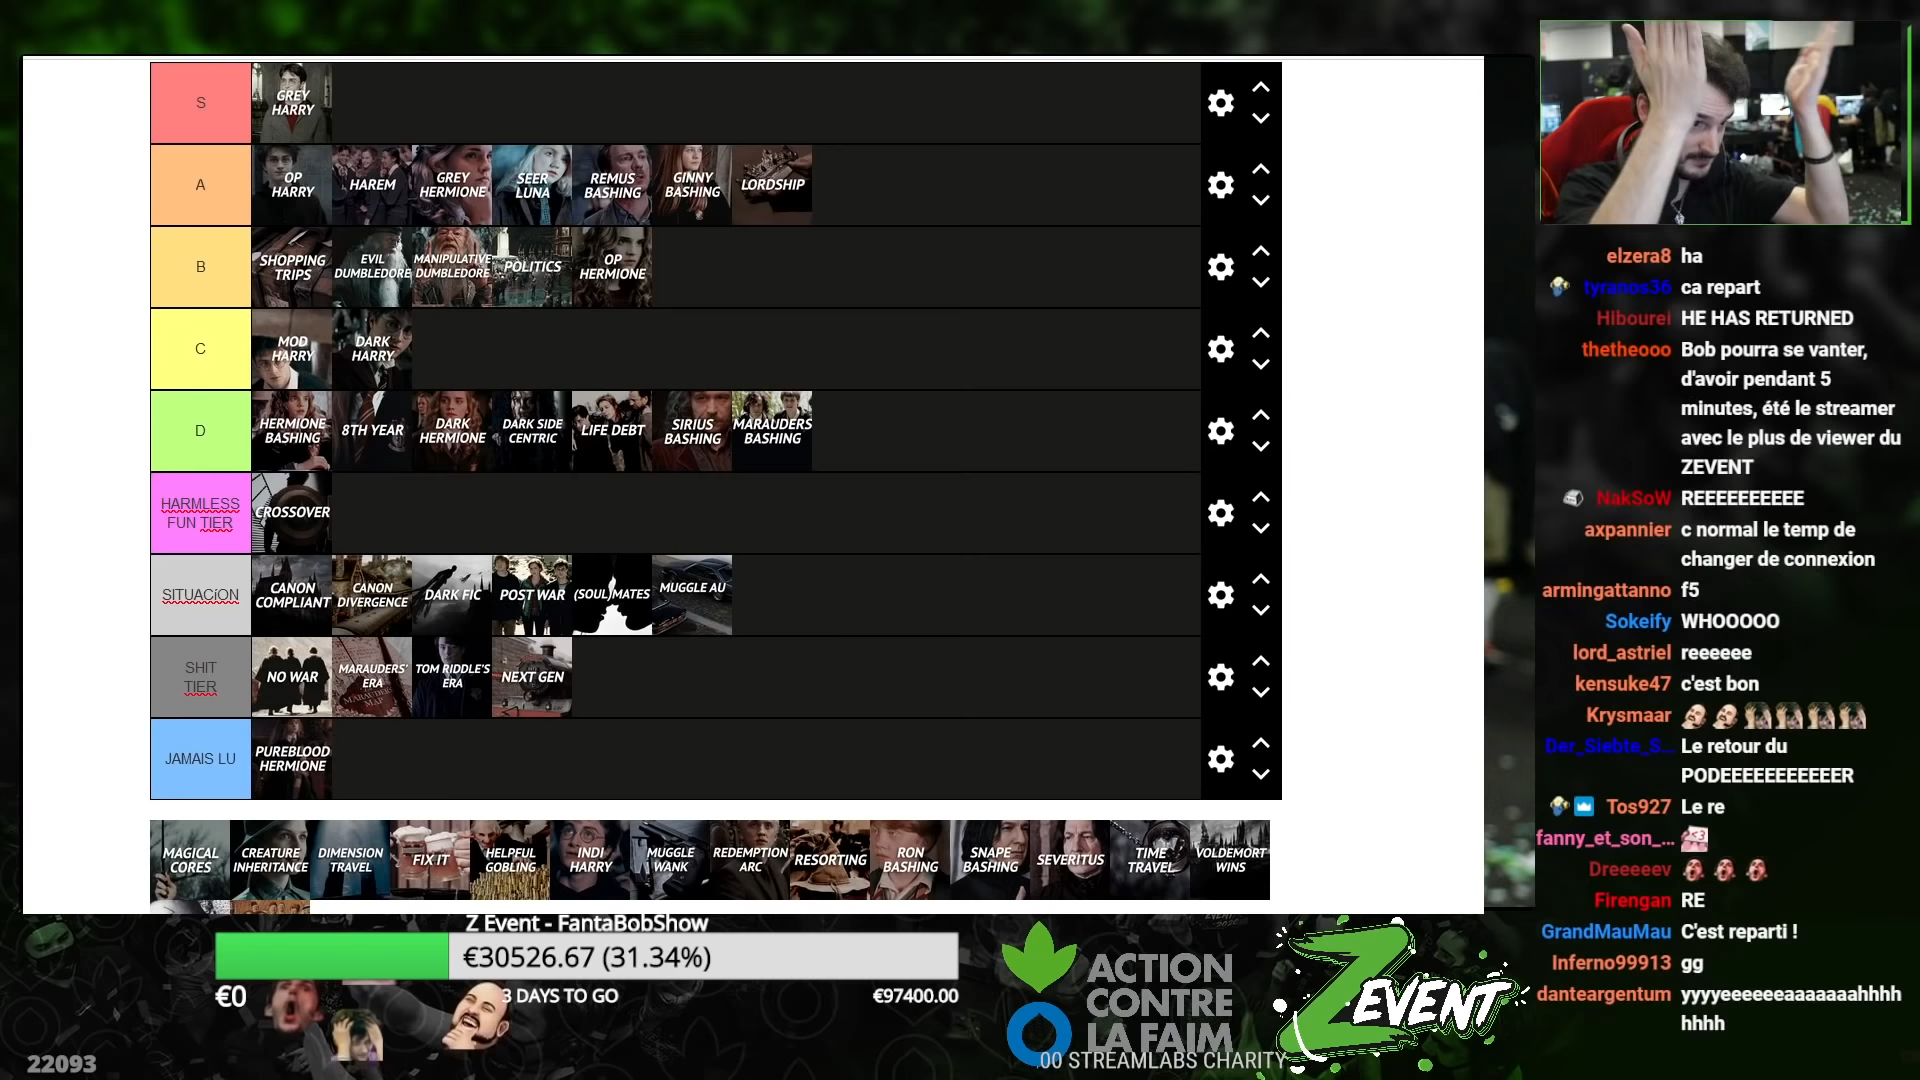 S
GREY
HARRY
A
OP
HARRY
HAREM
GREY
HERMIONE
SEER
LUNA
REMUS
BASHING
GINNY
BASHING
LORDSHIP
B
SHOPPING
TRIPS
EVIL
DUMBLEDORE
MANIPULATIVE
DUMBLEDORE
POLITICS
OP
HERMIONE
C
MOD
HARRY
DARK
HARRY
D
HERMIONE
BASHING
8TH YEAR
DARK
HERMIONE
DARK SIDE
CENTRIC
LIFE DEBT
SIRIUS
BASHING
MARAUDERS
BASHING
HARMLESS
FUN TIER
CROSSOVER
SITUACíON
CANON
COMPLIANT
CANON
DIVERGENCE
DARK FIC
POST WAR
(SOUL)MATES
MUGGLE AU
SHIT
TIER
NO WAR
MARAUDERS'
ERA
TOM RIDDLE'S
ERA
NEXT GEN
JAMAIS LU
PUREBLOOD
HERMIONE
MAGICAL
CORES
CREATURE
INHERITANCE
DIMENSION
TRAVEL
FIX IT
HELPFUL
GOBLING
INDI
HARRY
MUGGLE
WANK
REDEMPTION
ARC
RESORTING
RON
BASHING
SNAPE
BASHING
SEVERITUS
TIME
TRAVEL
VOLDEMORT
WINS
Z Event - FantaBobShow
€30526.67 (31.34%)
€0
3 DAYS TO GO
€97400.00
22093
ACTION
CONTRE
LA FAIM
00 STREAMLABS CHARITY
ZEVENT
elzera8 ha
tyranos36 ca repart
Hibourei HE HAS RETURNED
thetheooo Bob pourra se vanter,
d'avoir pendant 5
minutes, été le streamer
avec le plus de viewer du
ZEVENT
NakSoW REEEEEEEEEE
axpannier c normal le temp de
changer de connexion
armingattanno f5
Sokeify WHOOOOO
lord_astriel reeeeee
kensuke47 c'est bon
Krysmaar
Der_Siebte_S... Le retour du
PODEEEEEEEEEEER
Tos927 Le re
fanny_et_son_... <3
Dreeeeev
Firengan RE
GrandMauMau C'est reparti !
Inferno99913 gg
danteargentum yyyyeeeeeeaaaaaaahhhh
hhhh